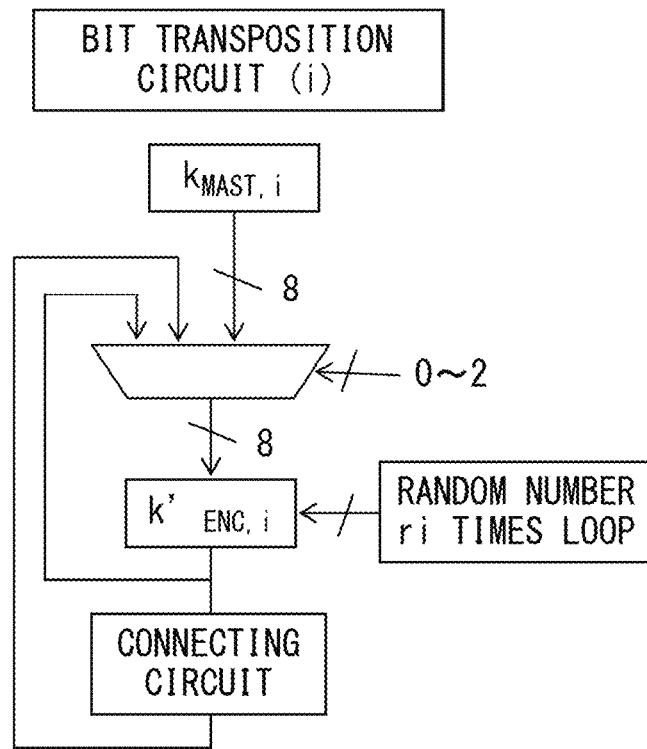 BIT TRANSPOSITION
CIRCUIT (i)
kMAST, i
8
0~2
8
k' ENC, i
RANDOM NUMBER
ri TIMES LOOP
CONNECTING
CIRCUIT